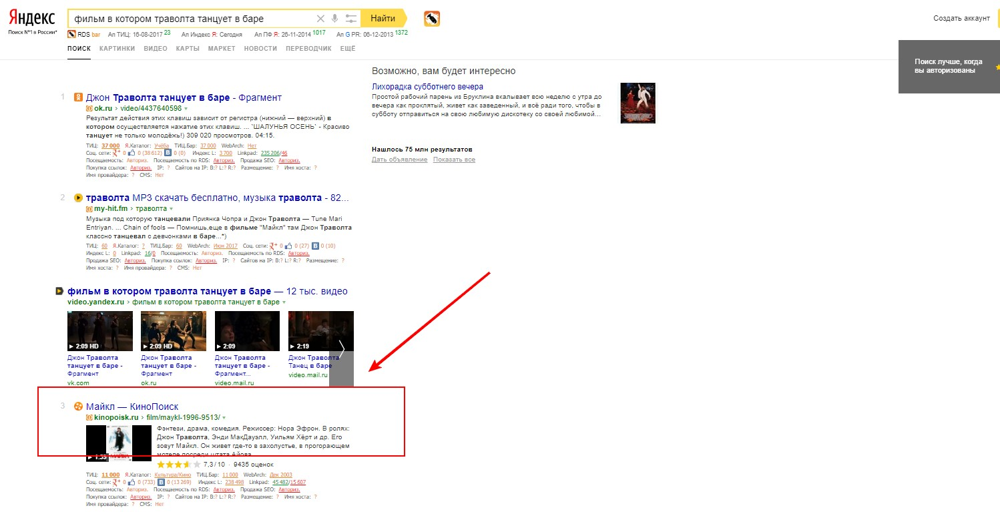 Яндекс
Поиск №1 в России*
фильм в котором траволта танцует в баре
Найти
Создать аккаунт
RDS bar Ап ТИЦ: 16-08-2017 23 Ап Индекс Я: Сегодня Ап ПФ Я: 26-11-2014 1017 Ап G PR: 06-12-2013 1372
ПОИСК КАРТИНКИ ВИДЕО КАРТЫ МАРКЕТ НОВОСТИ ПЕРЕВОДЧИК ЕЩЁ
Поиск лучше, когда
вы авторизованы
1 Джон Траволта танцует в баре - Фрагмент
ok.ru › video/4437640598
Результат действия этих клавиш зависит от регистра (нижний — верхний) в
котором осуществляется нажатие этих клавиш. ... "ШАЛУНЬЯ ОСЕНЬ" - Красиво
танцует не только молодёжь!) 309 020 просмотров. 04:15.
ТИЦ: 37 000 Я.Каталог: Учёба ТИЦ.Бар: 37 000 WebArch: Нет
Соц. сети: g+ 0 0 (38 612) В 0 (0) Индекс L: 3 700 Linkpad: 235 206/46
Посещаемость: Авториз. Посещаемость по RDS: Авториз. Продажа SEO: Авториз.
Покупка ссылок: Авториз. IP: ? Сайтов на IP: B:? L:? R:? Размещение: ? Имя хоста: ?
Имя провайдера: ? CMS: Нет
2 траволта MP3 скачать бесплатно, музыка траволта - 82...
my-hit.fm › траволта
Музыка под которую танцевали Приянка Чопра и Джон Траволта — Tune Mari
Entriyan. ... Chain of fools — Помнишь,еще в фильме "Майкл" там Джон Траволта
классно танцевал с девчонками в баре...*)
ТИЦ: 60 Я.Каталог: ? ТИЦ.Бар: 60 WebArch: Июн 2017 Соц. сети: g+ 0 0 (27) В 0 (10)
Индекс L: 0 Linkpad: 16/0 Посещаемость: Авториз. Посещаемость по RDS: Авториз.
Продажа SEO: Авториз. Покупка ссылок: Авториз. IP: ? Сайтов на IP: B:? L:? R:? Размещение: ?
Имя хоста: ? Имя провайдера: ? CMS: Нет
фильм в котором траволта танцует в баре — 12 тыс. видео
video.yandex.ru › фильм в котором траволта танцует в баре
2:09 HD 2:09 HD 2:09 2:19
Джон Траволта Джон Траволта Джон Траволта Джон Траволта
танцует в баре - танцует в баре - танцует в баре - Танец в баре
Фрагмент Фрагмент Фрагмент... video.mail.ru
vk.com ok.ru video.mail.ru
3 Майкл — КиноПоиск
kinopoisk.ru › film/maykl-1996-9513/
Фэнтези, драма, комедия. Режиссер: Нора Эфрон. В ролях:
Джон Траволта, Энди МакДауэлл, Уильям Хёрт и др. Его
зовут Майкл. Он живет где-то в захолустье, в прогорающем
мотеле посреди штата Айова.
7,3/10 · 9435 оценок
ТИЦ: 11 000 Я.Каталог: Культура/Кино ТИЦ.Бар: 11 000 WebArch: Дек 2003
Соц. сети: g+ 0 0 (733) В 0 (13 269) Индекс L: 238 498 Linkpad: 45 482/15 607
Посещаемость: Авториз. Посещаемость по RDS: Авториз. Продажа SEO: Авториз.
Покупка ссылок: Авториз. IP: ? Сайтов на IP: B:? L:? R:? Размещение: ? Имя хоста: ?
Имя провайдера: ? CMS: Нет
Возможно, вам будет интересно
Лихорадка субботнего вечера
Простой рабочий парень из Бруклина вкалывает всю неделю с утра до
вечера как проклятый, живет как заведенный, и всё ради того, чтобы в
субботу отправиться на свою любимую дискотеку со своей любимой...
Нашлось 75 млн результатов
Дать объявление Показать все